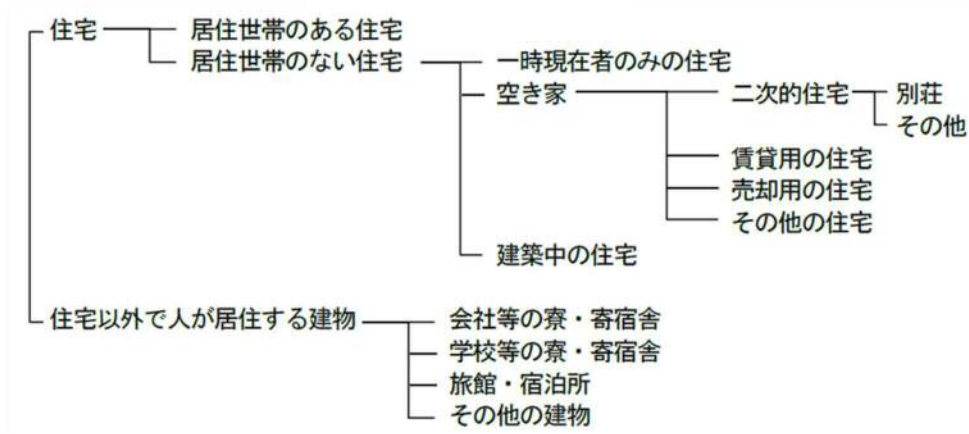 住宅
居住世帯のある住宅
居住世帯のない住宅
一時現在者のみの住宅
空き家
二次的住宅
別荘
その他
賃貸用の住宅
売却用の住宅
その他の住宅
建築中の住宅
住宅以外で人が居住する建物
会社等の寮・寄宿舎
学校等の寮・寄宿舎
旅館・宿泊所
その他の建物